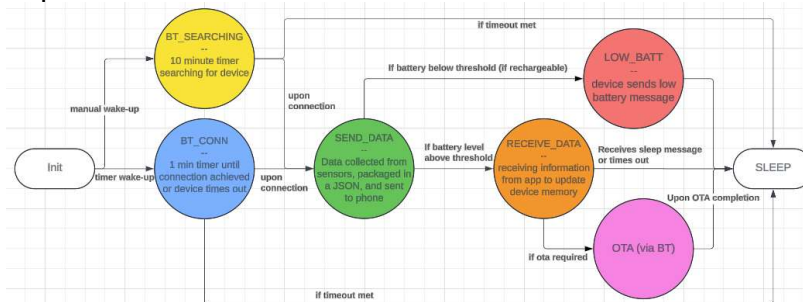 BT_SEARCHING
--
10 minute timer
searching for device
if timeout met
LOW_BATT
--
device sends low
battery message
If battery below threshold (if rechargeable)
manual wake-up
upon
connection
BT_CONN
--
1 min timer until
connection achieved
or device times out
SEND_DATA
--
Data collected from
sensors, packaged in
a JSON, and sent
to phone
RECEIVE_DATA
--
receiving information
from app to update
device memory
Init
timer wake-up
upon
connection
If battery level
above threshold
Receives sleep message
or times out
SLEEP
Upon OTA completion
OTA (via BT)
if ota required
if timeout met